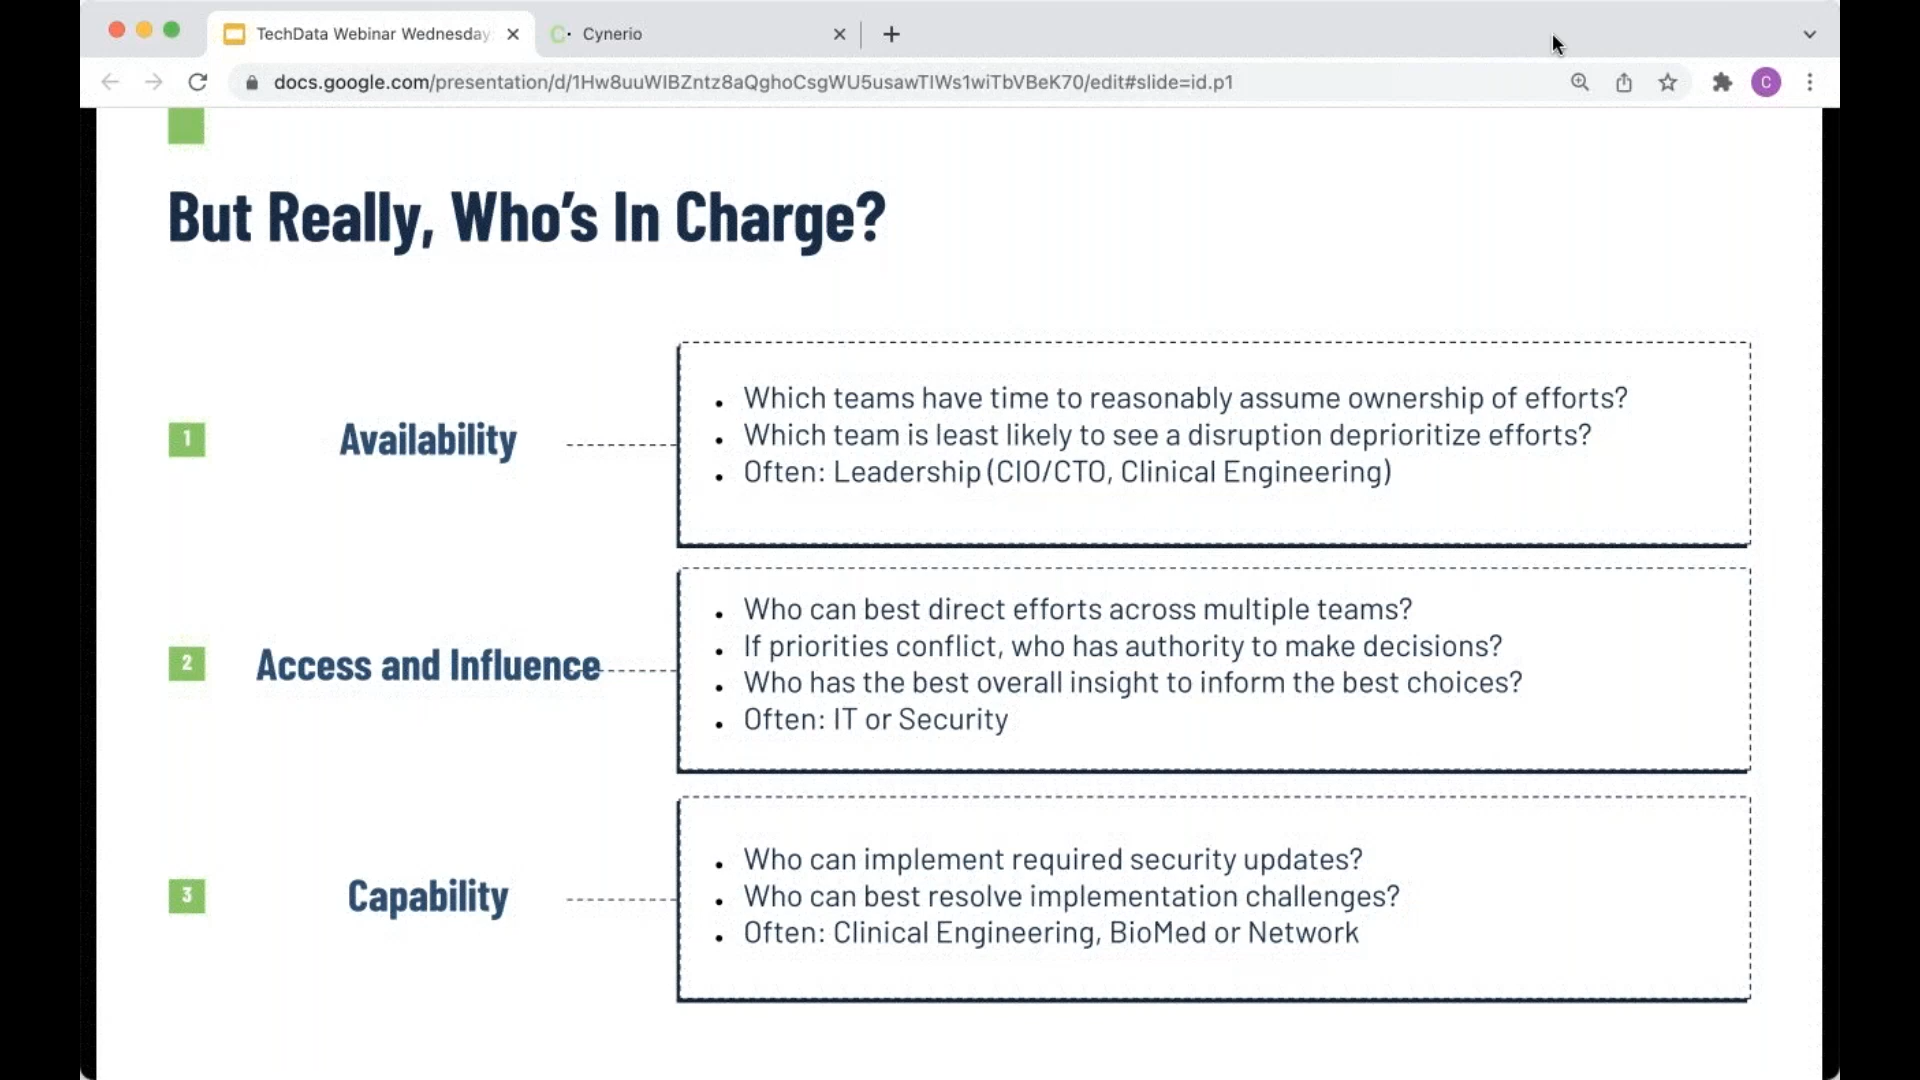 TechData Webinar Wednesday
Cynerio
docs.google.com/presentation/d/1Hw8uuWIBZntz8aQghoCsgWU5usawTIWs1wiTbVBeK70/edit#slide=id.p1
C
But Really, Who's In Charge?
1
Availability
• Which teams have time to reasonably assume ownership of efforts?
• Which team is least likely to see a disruption deprioritize efforts?
• Often: Leadership (CIO/CTO, Clinical Engineering)
2
Access and Influence
• Who can best direct efforts across multiple teams?
• If priorities conflict, who has authority to make decisions?
• Who has the best overall insight to inform the best choices?
• Often: IT or Security
3
Capability
• Who can implement required security updates?
• Who can best resolve implementation challenges?
• Often: Clinical Engineering, BioMed or Network